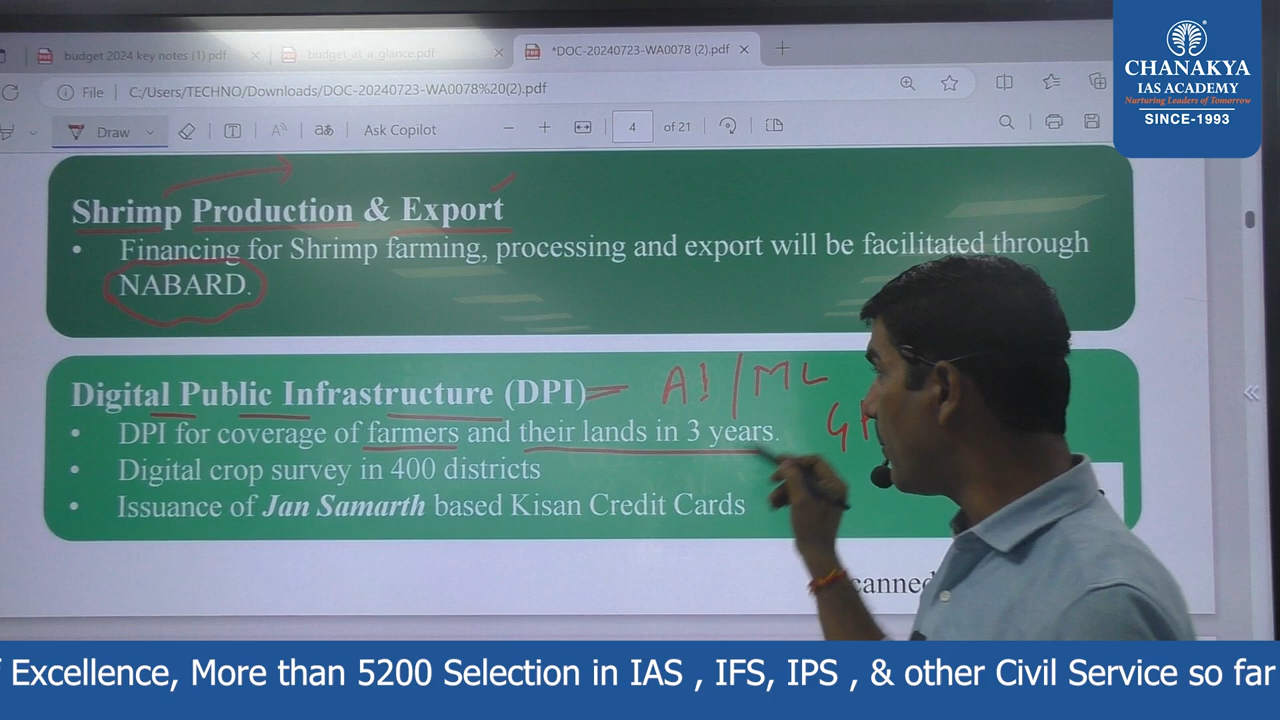 budget 2024 key notes (1) pdf
budget_at_a_glance.pdf
*DOC-20240723-WA0078 (2).pdf
File
C:/Users/TECHNO/Downloads/DOC-20240723-WA0078%20(2).pdf
Draw
Ask Copilot
4
of 21
CHANAKYA
IAS ACADEMY
Nurturing Leaders of Tomorrow
SINCE-1993
Shrimp Production & Export
• Financing for Shrimp farming, processing and export will be facilitated through
NABARD.
Digital Public Infrastructure (DPI)
AI/ML
• DPI for coverage of farmers and their lands in 3 years.
• Digital crop survey in 400 districts
• Issuance of Jan Samarth based Kisan Credit Cards
Excellence, More than 5200 Selection in IAS , IFS, IPS , & other Civil Service so far